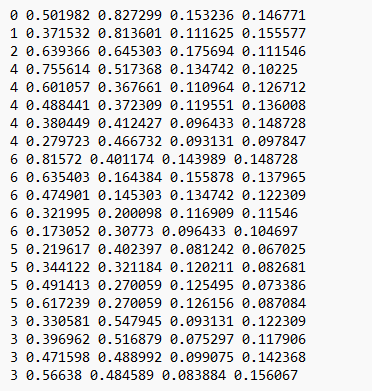 0 0.501982 0.827299 0.153236 0.146771
1 0.371532 0.813601 0.111625 0.155577
2 0.639366 0.645303 0.175694 0.111546
4 0.755614 0.517368 0.134742 0.10225
4 0.601057 0.367661 0.110964 0.126712
4 0.488441 0.372309 0.119551 0.136008
4 0.380449 0.412427 0.096433 0.148728
4 0.279723 0.466732 0.093131 0.097847
6 0.81572 0.401174 0.143989 0.148728
6 0.635403 0.164384 0.155878 0.137965
6 0.474901 0.145303 0.134742 0.122309
6 0.321995 0.200098 0.116909 0.11546
6 0.173052 0.30773 0.096433 0.104697
5 0.219617 0.402397 0.081242 0.067025
5 0.344122 0.321184 0.120211 0.082681
5 0.491413 0.270059 0.125495 0.073386
5 0.617239 0.270059 0.126156 0.087084
3 0.330581 0.547945 0.093131 0.122309
3 0.396962 0.516879 0.075297 0.117906
3 0.471598 0.488992 0.099075 0.142368
3 0.56638 0.484589 0.083884 0.156067